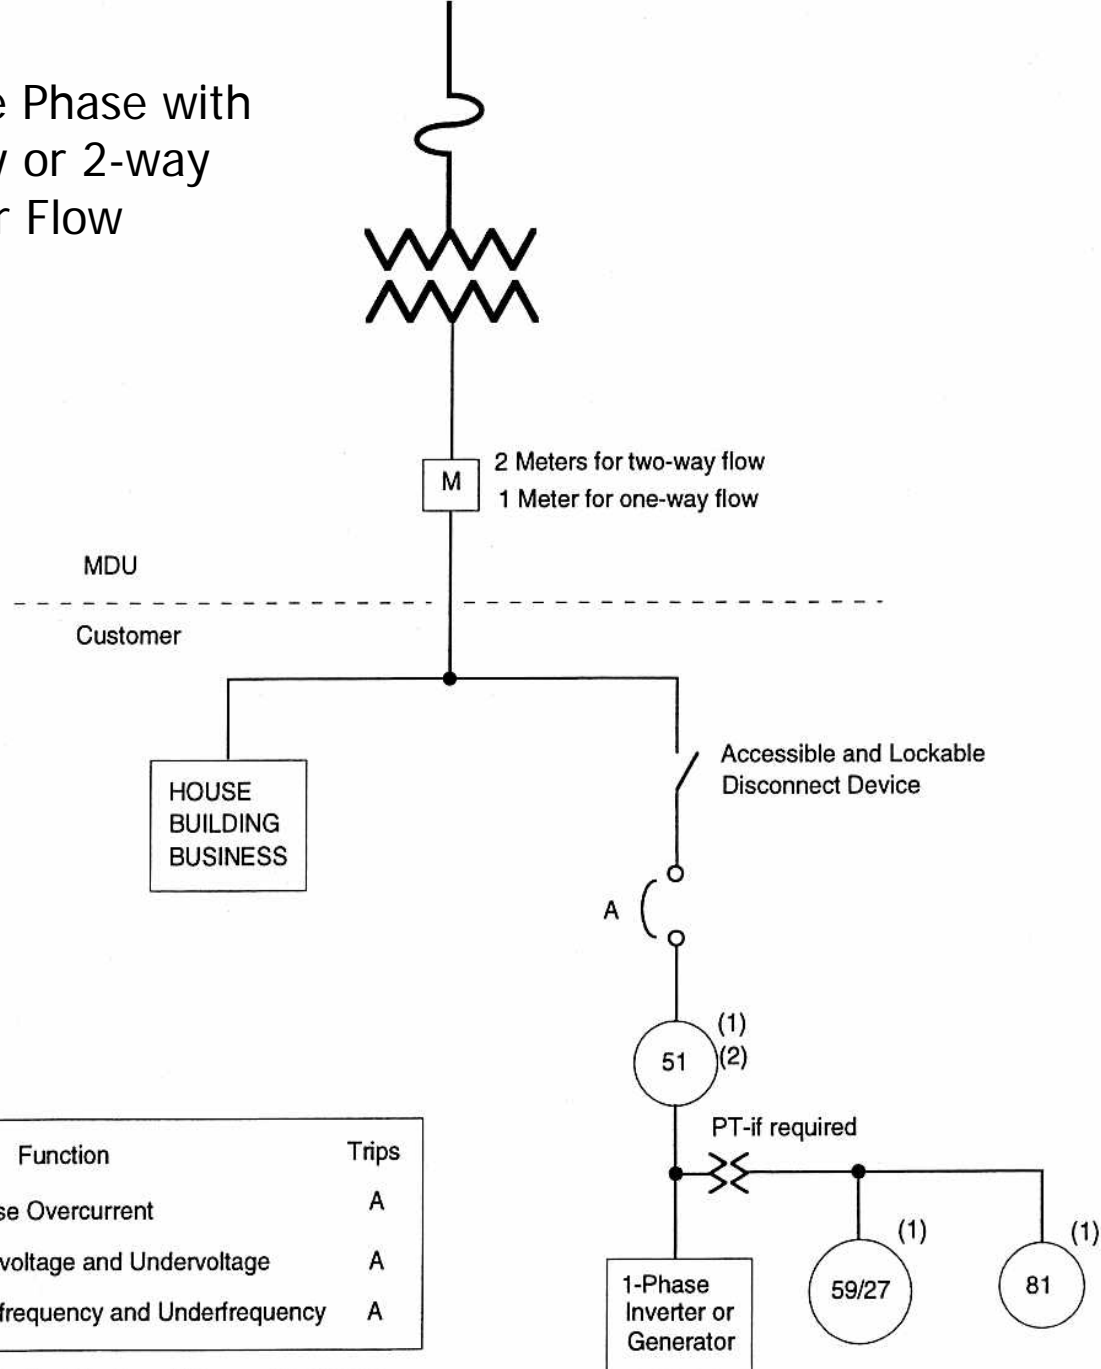 e Phase with
y or 2-way
r Flow
2 Meters for two-way flow
M
1 Meter for one-way flow
MDU
Customer
Accessible and Lockable
Disconnect Device
HOUSE
BUILDING
BUSINESS
A
(1)
51
(2)
PT-if required
Function Trips
se Overcurrent A
voltage and Undervoltage A
frequency and Underfrequency A
(1)
(1)
59/27
81
1-Phase
Inverter or
Generator